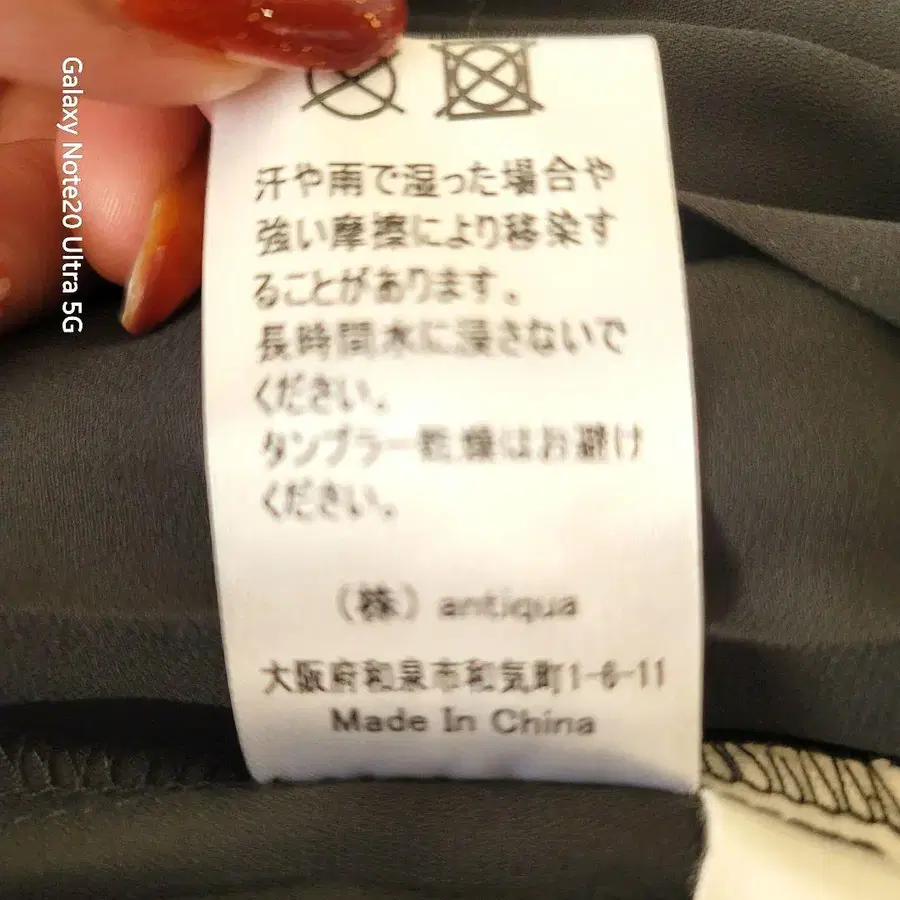 汗や雨で湿った場合や
強い摩擦により移染す
ることがあります。
長時間水に浸さないで
ください。
タンブラー乾燥はお避け
ください。
（株）antiqua
大阪府和泉市和気町1-6-11
Made In China
Galaxy Note20 Ultra 5G